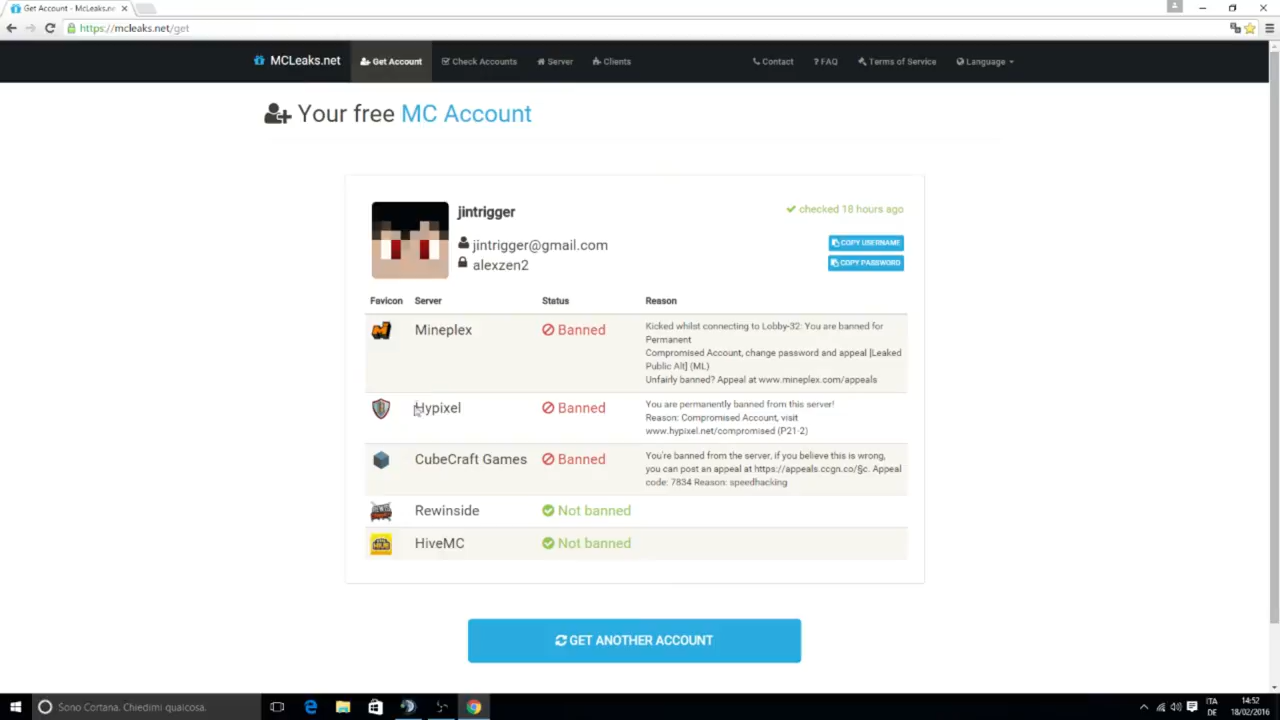 Get Account - McLeaks.ne
https://mcleaks.net/get
MCLeaks.net Get Account Check Accounts Server Clients Contact ? FAQ Terms of Service Language
Your free MC Account
jintrigger
checked 18 hours ago
jintrigger@gmail.com
COPY USERNAME
alexzen2
COPY PASSWORD
Favicon Server Status Reason
Mineplex Banned
Kicked whilst connecting to Lobby-32: You are banned for
Permanent
Compromised Account, change password and appeal [Leaked
Public Alt] (ML)
Unfairly banned? Appeal at www.mineplex.com/appeals
Hypixel Banned
You are permanently banned from this server!
Reason: Compromised Account, visit
www.hypixel.net/compromised (P21-2)
CubeCraft Games Banned
You're banned from the server, if you believe this is wrong,
you can post an appeal at https://appeals.ccgn.co/§c. Appeal
code: 7834 Reason: speedhacking
Rewinside Not banned
HiveMC Not banned
GET ANOTHER ACCOUNT
Sono Cortana. Chiedimi qualcosa.
ITA 14:52
DE 18/02/2016